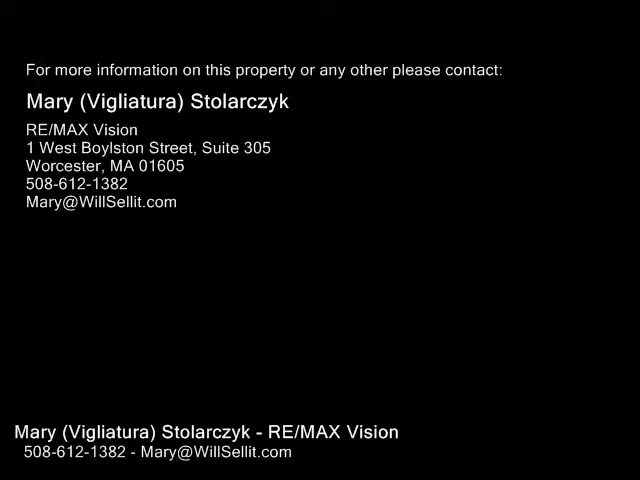 For more information on this property or any other please contact:
Mary (Vigliatura) Stolarczyk
RE/MAX Vision
1 West Boylston Street, Suite 305
Worcester, MA 01605
508-612-1382
Mary@WillSellit.com
Mary (Vigliatura) Stolarczyk - RE/MAX Vision
508-612-1382 - Mary@WillSellit.com